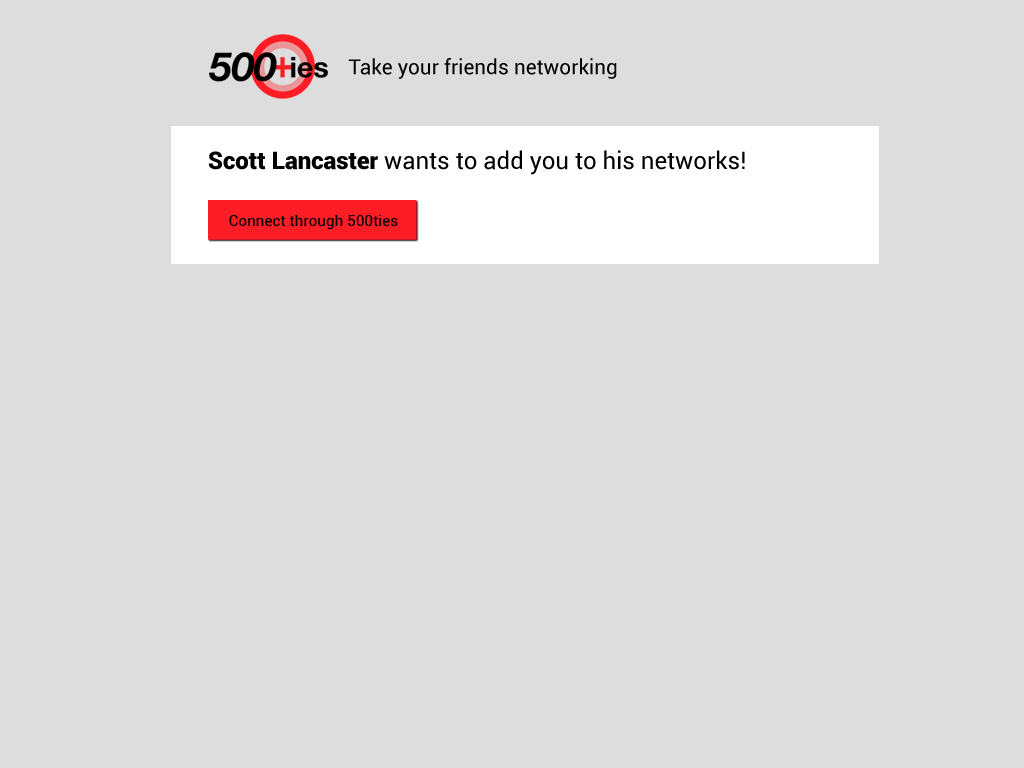 500ties
Take your friends networking
Scott Lancaster wants to add you to his networks!
Connect through 500ties